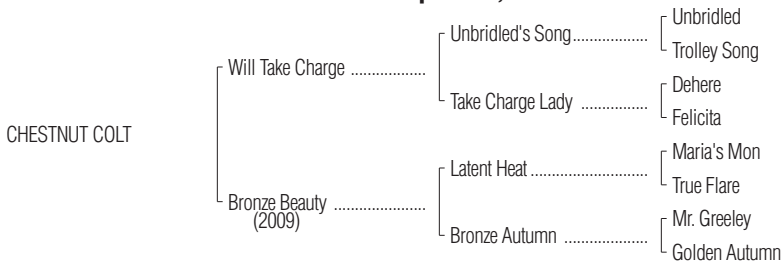 Unbridled
Unbridled's Song....................
Trolley Song
Will Take Charge ..................
Dehere
Take Charge Lady ................
Felicita
CHESTNUT COLT
Maria's Mon
Latent Heat............................
True Flare
Bronze Beauty ......................
(2009)
Mr. Greeley
Bronze Autumn ....................
Golden Autumn